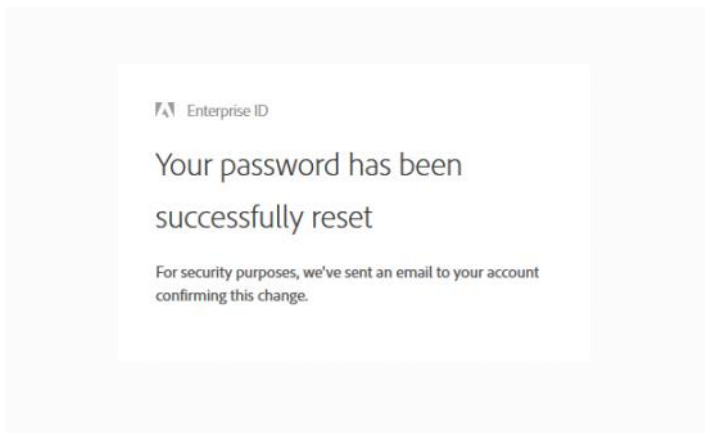 Enterprise ID
Your password has been
successfully reset
For security purposes, we've sent an email to your account
confirming this change.